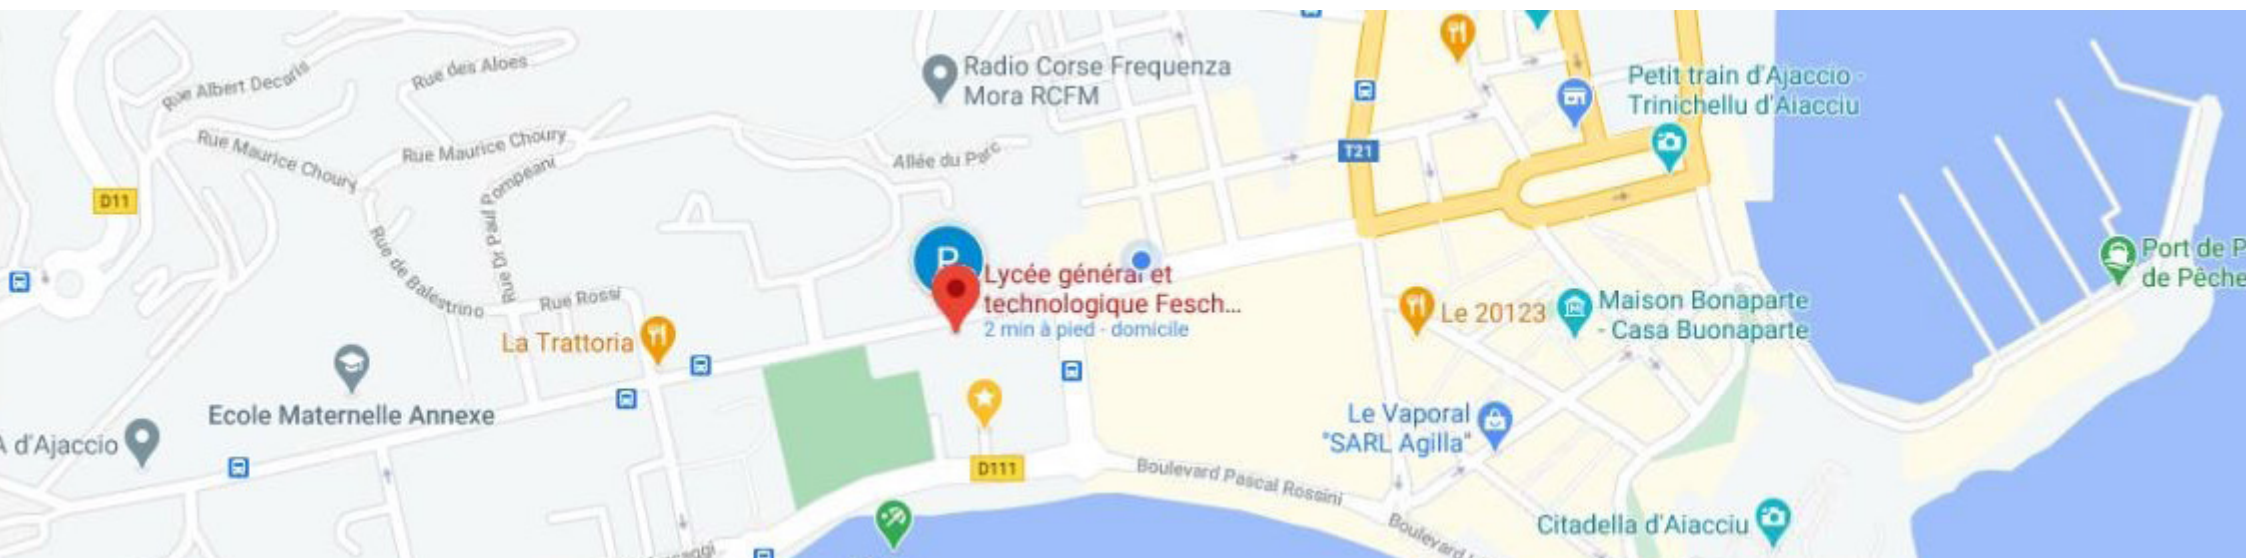 Rue Albert Decaris
Rue des Aloes
Radio Corse Frequenza
Mora RCFM
Petit train d'Ajaccio -
Trinichellu d'Aiacciu
Rue Maurice Choury
Rue Maurice Choury
Allée du Parc
T21
D11
Rue Dr Paul Pompeani
P
Rue de Balestrino
Rue Rossi
Lycée général et
technologique Fesch...
2 min à pied - domicile
Port de P
de Pêche
La Trattoria
Le 20123
Maison Bonaparte
- Casa Buonaparte
Ecole Maternelle Annexe
A d'Ajaccio
Le Vaporal
"SARL Agilla"
D111
Boulevard Pascal Rossini
Boulevard
Citadella d'Aiacciu